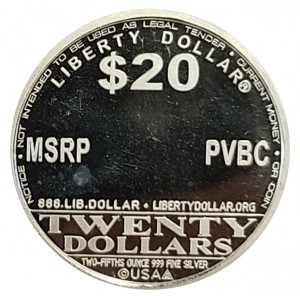 NOTICE • NOT INTENDED TO BE USED AS LEGAL TENDER • CURRENT MONEY • OR COIN
LIBERTY DOLLAR®
$20
MSRP PVBC
888.LIB.DOLLAR • LIBERTYDOLLAR.ORG
TWENTY
DOLLARS
TWO-FIFTHS OUNCE 999 FINE SILVER
©USA